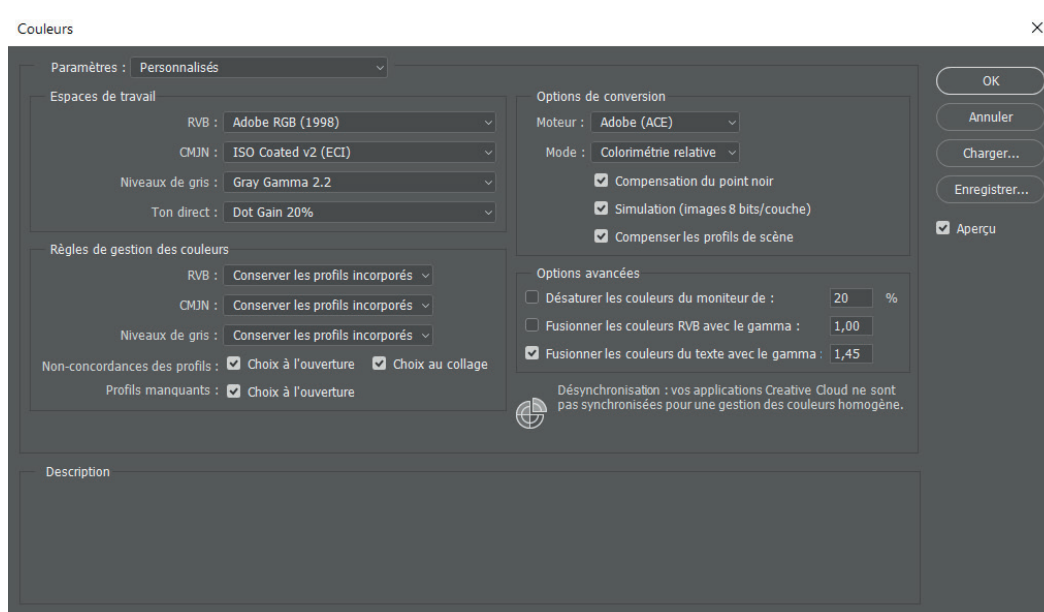 Couleurs
Paramètres : Personnalisés
Espaces de travail
RVB : Adobe RGB (1998)
CMJN : ISO Coated v2 (ECI)
Niveaux de gris : Gray Gamma 2.2
Ton direct : Dot Gain 20%
Règles de gestion des couleurs
RVB : Conserver les profils incorporés
CMJN : Conserver les profils incorporés
Niveaux de gris : Conserver les profils incorporés
Non-concordances des profils : Choix à l'ouverture Choix au collage
Profils manquants : Choix à l'ouverture
Options de conversion
Moteur : Adobe (ACE)
Mode : Colorimétrie relative
Compensation du point noir
Simulation (images 8 bits/couche)
Compenser les profils de scène
Options avancées
Désaturer les couleurs du moniteur de : 20 %
Fusionner les couleurs RVB avec le gamma : 1,00
Fusionner les couleurs du texte avec le gamma : 1,45
Désynchronisation : vos applications Creative Cloud ne sont
pas synchronisées pour une gestion des couleurs homogène.
OK
Annuler
Charger...
Enregistrer...
Aperçu
Description